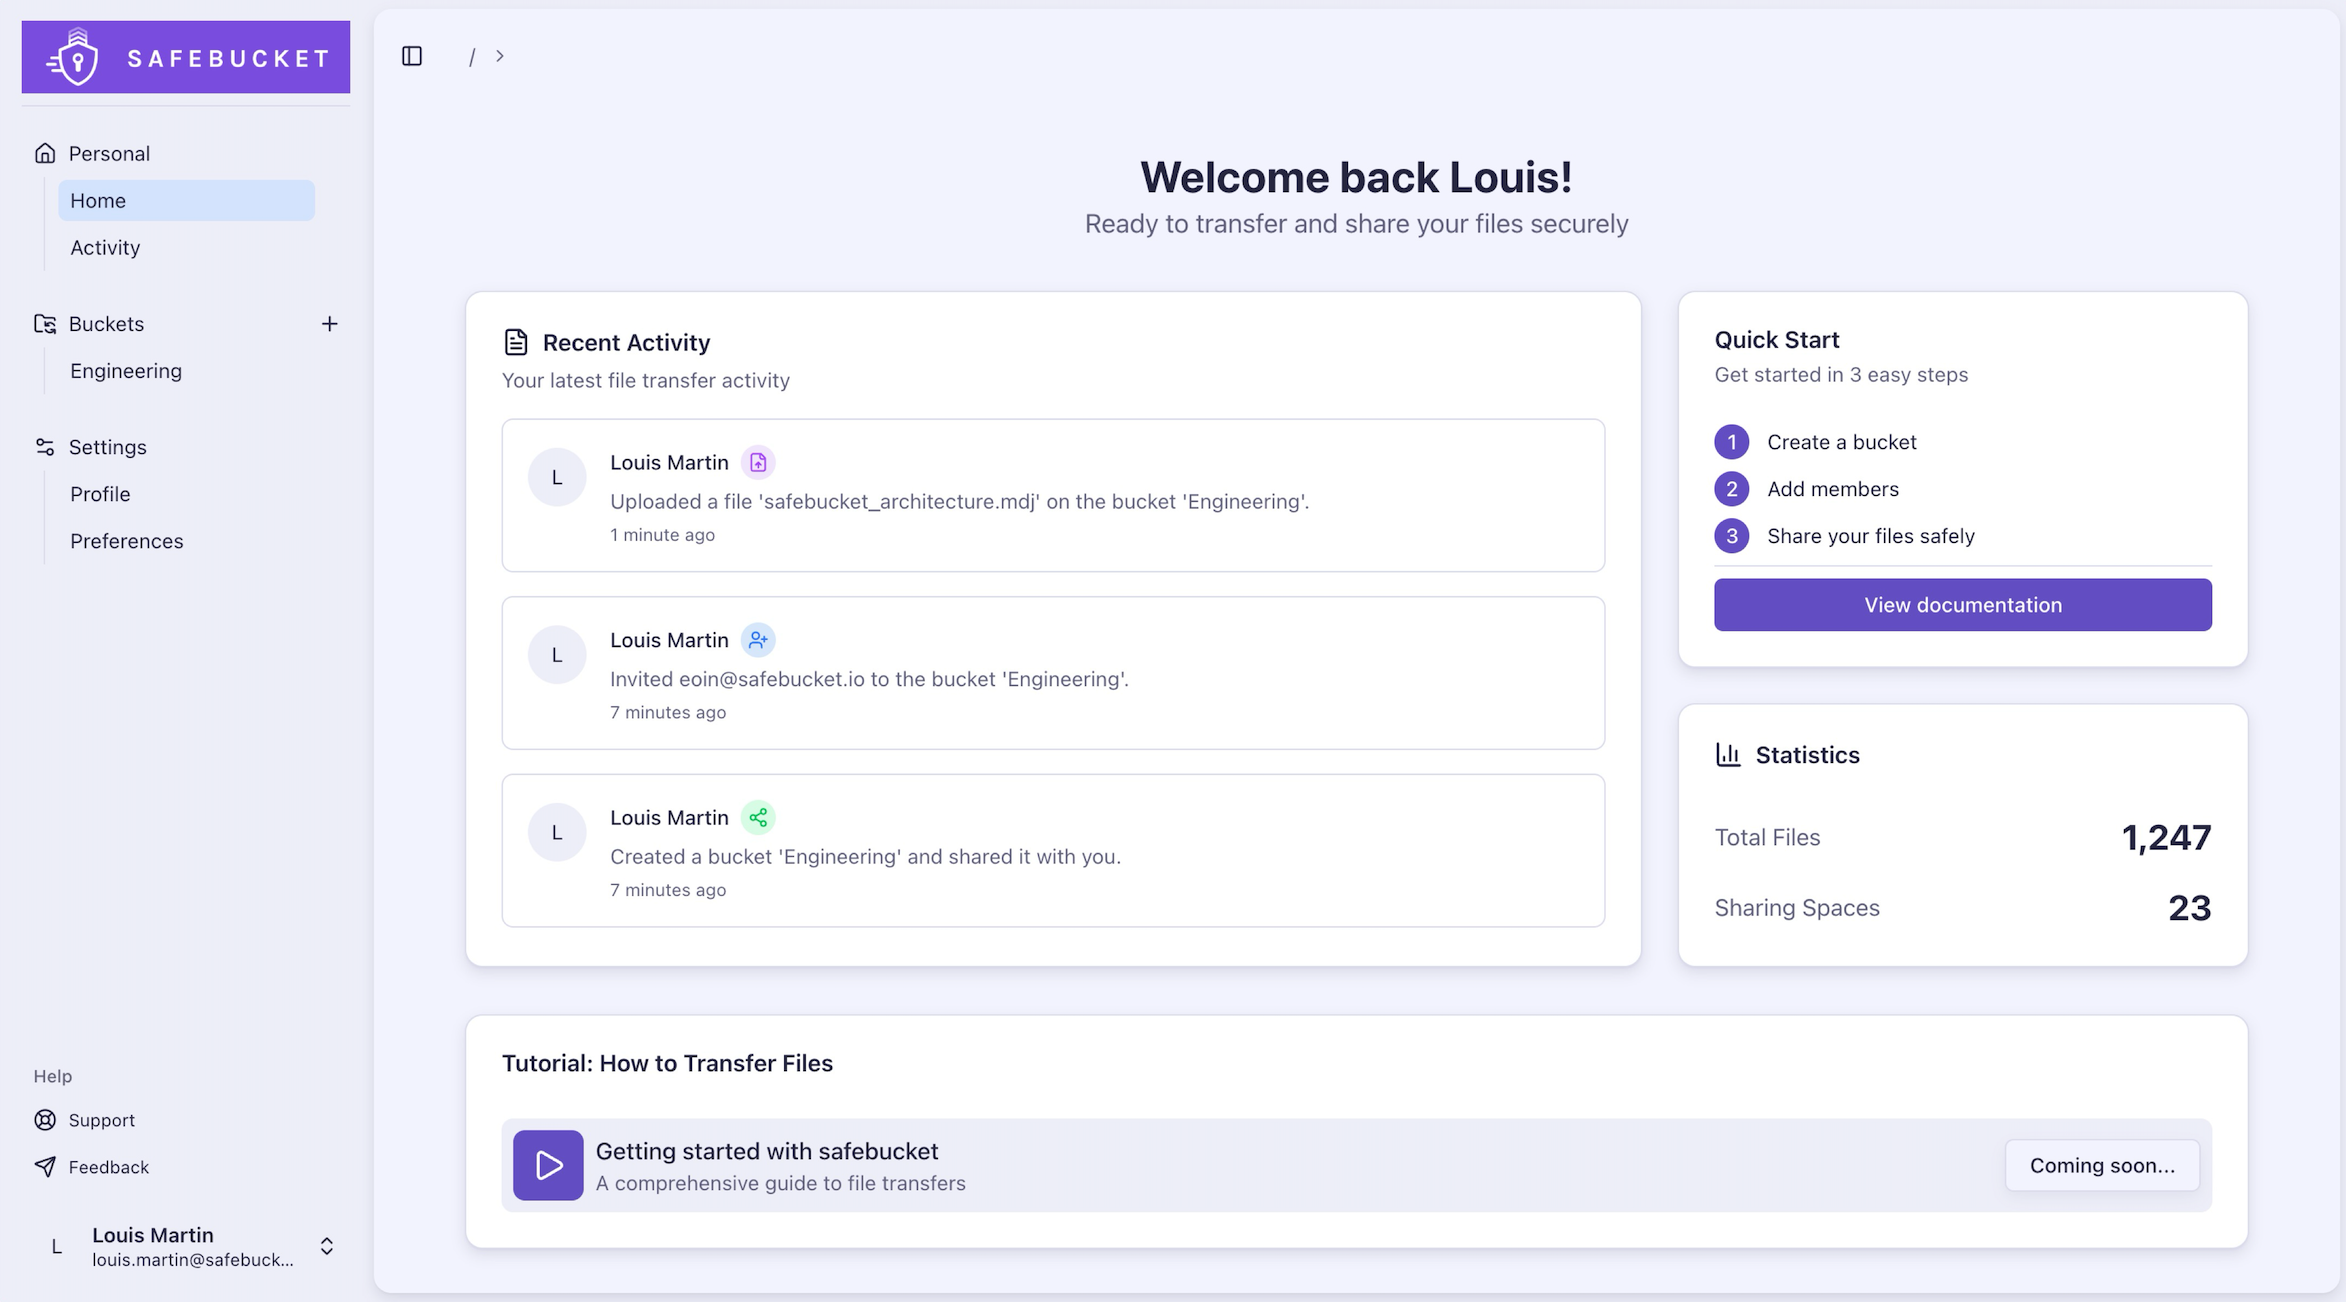 SAFEBUCKET
Personal
Home
Activity
Buckets
+
Engineering
Settings
Profile
Preferences
Help
Support
Feedback
L
Louis Martin
louis.martin@safebuck...
/ >
Welcome back Louis!
Ready to transfer and share your files securely
Recent Activity
Your latest file transfer activity
L
Louis Martin
Uploaded a file 'safebucket_architecture.mdj' on the bucket 'Engineering'.
1 minute ago
L
Louis Martin
Invited eoin@safebucket.io to the bucket 'Engineering'.
7 minutes ago
L
Louis Martin
Created a bucket 'Engineering' and shared it with you.
7 minutes ago
Quick Start
Get started in 3 easy steps
1 Create a bucket
2 Add members
3 Share your files safely
View documentation
Statistics
Total Files 1,247
Sharing Spaces 23
Tutorial: How to Transfer Files
Getting started with safebucket
A comprehensive guide to file transfers
Coming soon...